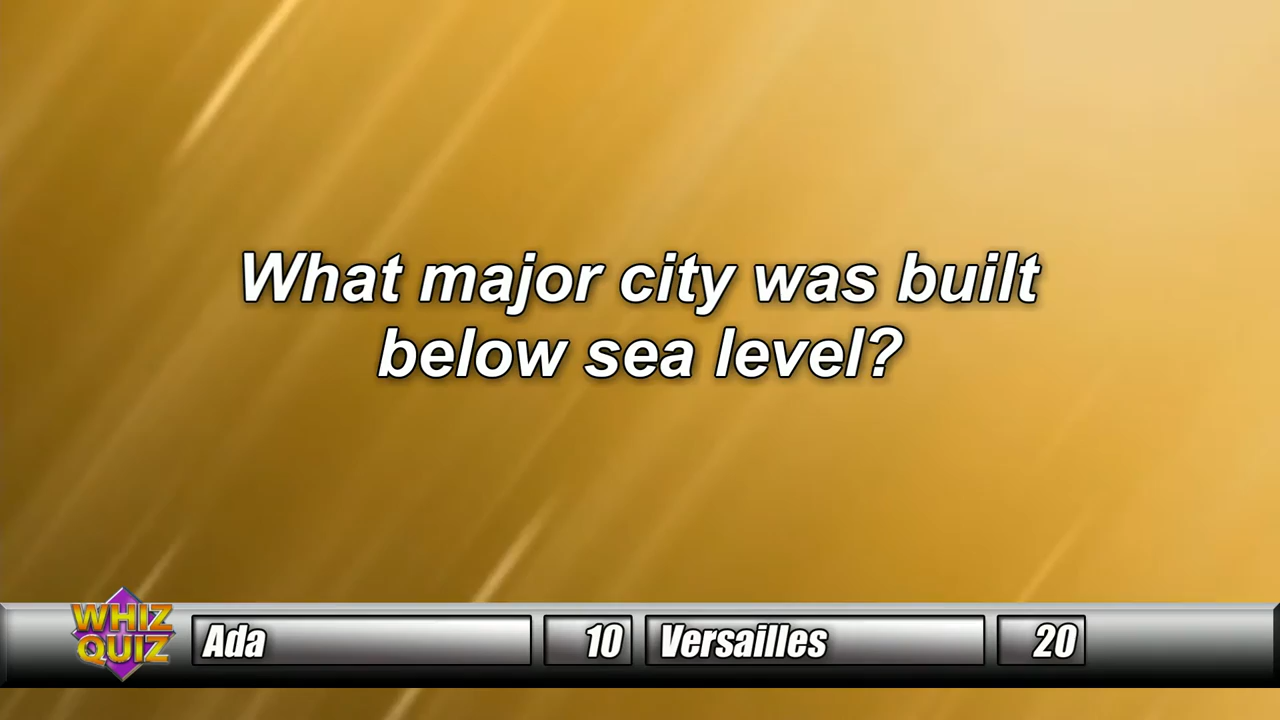 What major city was built
below sea level?
WHIZ
QUIZ
Ada 10 Versailles 20